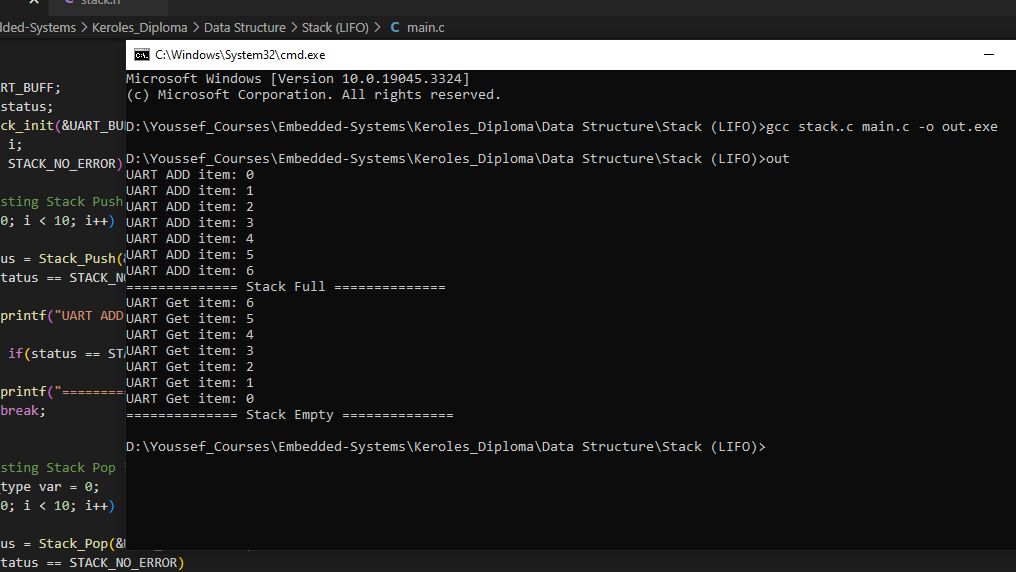 stack.h
dded-Systems > Keroles_Diploma > Data Structure > Stack (LIFO) > C main.c
C:\Windows\System32\cmd.exe
Microsoft Windows [Version 10.0.19045.3324]
(c) Microsoft Corporation. All rights reserved.
D:\Youssef_Courses\Embedded-Systems\Keroles_Diploma\Data Structure\Stack (LIFO)>gcc stack.c main.c -o out.exe
D:\Youssef_Courses\Embedded-Systems\Keroles_Diploma\Data Structure\Stack (LIFO)>out
UART ADD item: 0
UART ADD item: 1
UART ADD item: 2
UART ADD item: 3
UART ADD item: 4
UART ADD item: 5
UART ADD item: 6
============== Stack Full ==============
UART Get item: 6
UART Get item: 5
UART Get item: 4
UART Get item: 3
UART Get item: 2
UART Get item: 1
UART Get item: 0
============== Stack Empty ==============
D:\Youssef_Courses\Embedded-Systems\Keroles_Diploma\Data Structure\Stack (LIFO)>
RT_BUFF;
status;
ck_init(&UART_BU
i;
STACK_NO_ERROR)
sting Stack Push
0; i < 10; i++)
us = Stack_Push(
tatus == STACK_N
printf("UART ADD
if(status == ST
printf("========
break;
sting Stack Pop
_type var = 0;
0; i < 10; i++)
us = Stack_Pop(&
tatus == STACK_NO_ERROR)